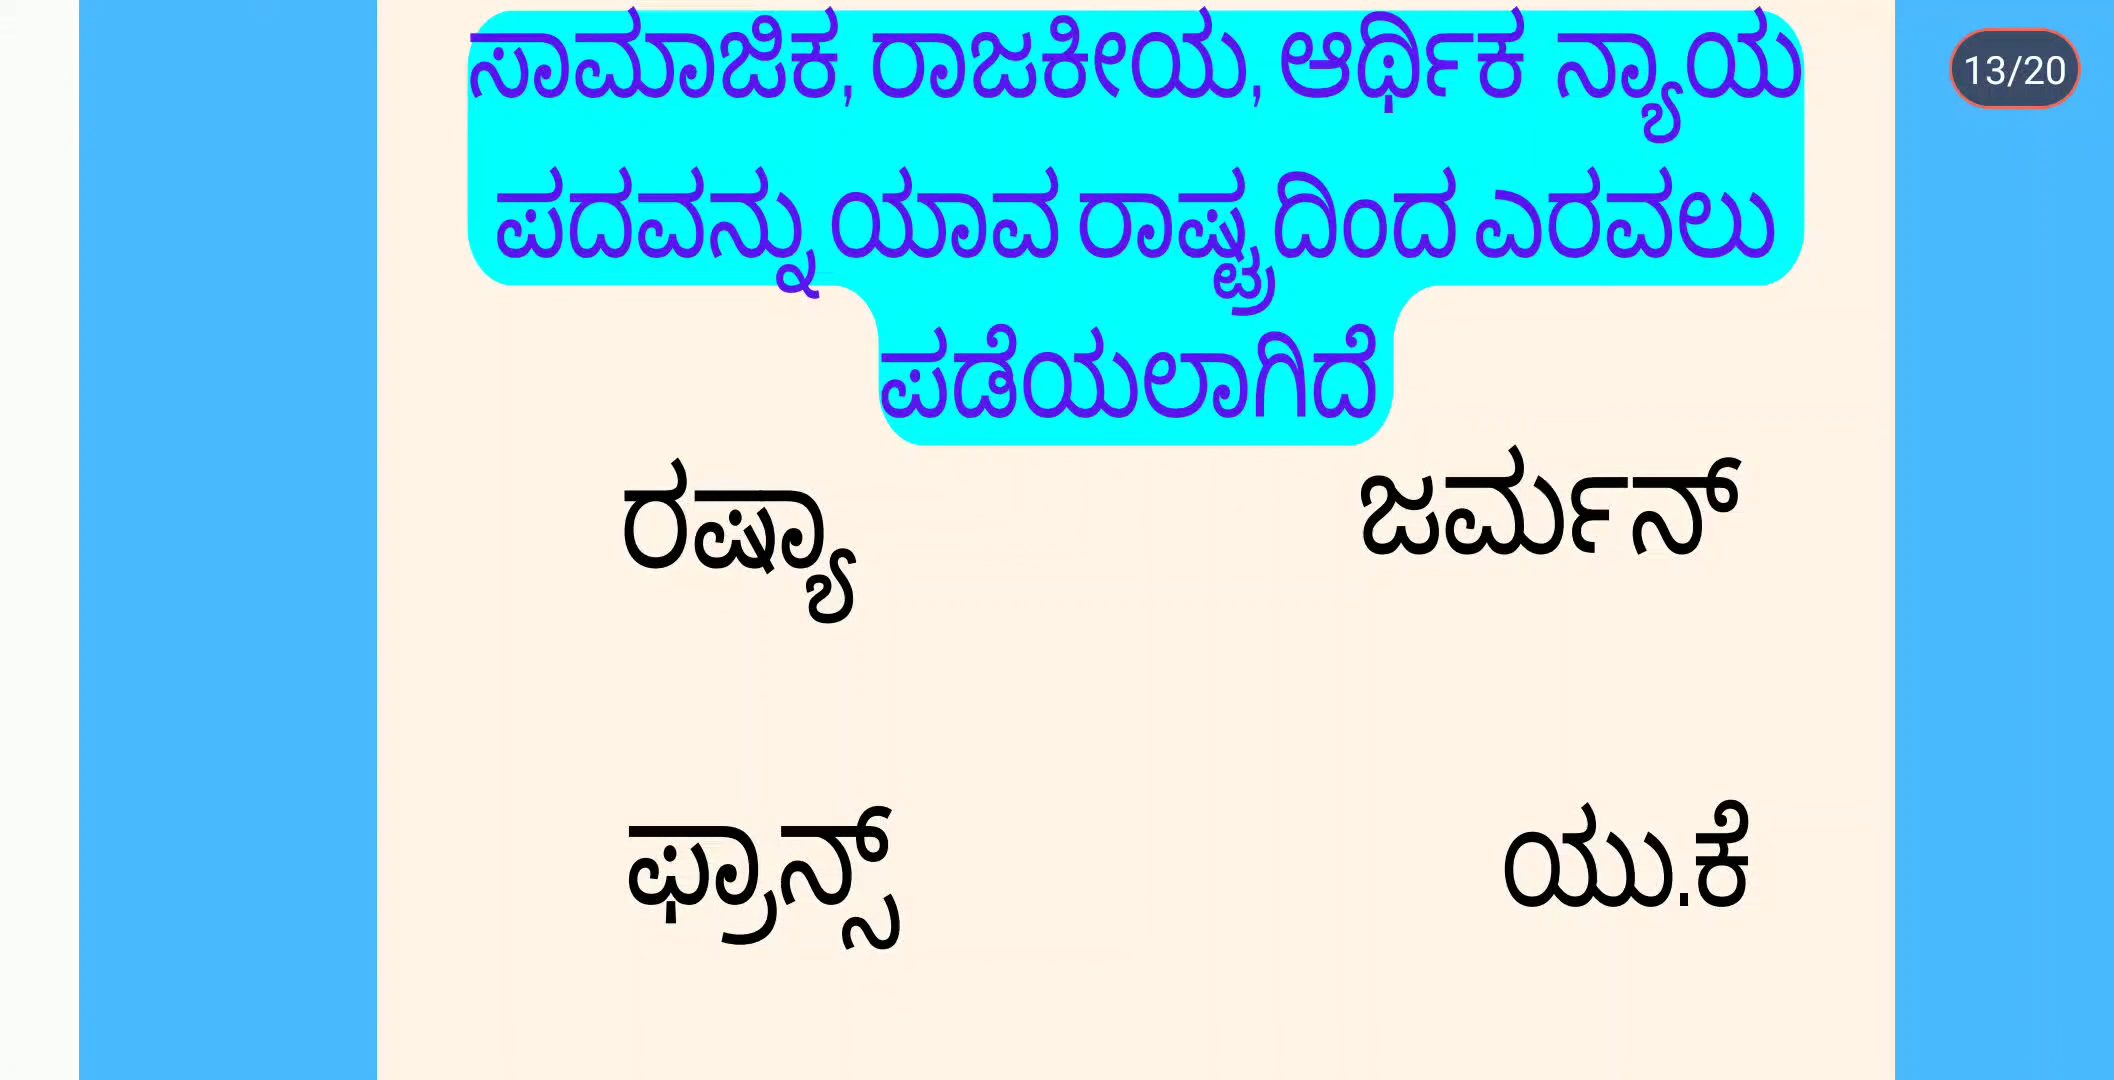 ಸಾಮಾಜಿಕ, ರಾಜಕೀಯ, ಆರ್ಥಿಕ ನ್ಯಾಯ
13/20
ಪದವನ್ನು ಯಾವ ರಾಷ್ಟ್ರದಿಂದ ಎರವಲು
ಪಡೆಯಲಾಗಿದೆ
ರಷ್ಯಾ
ಜರ್ಮನ್
ಫ್ರಾನ್ಸ್
ಯು.ಕೆ